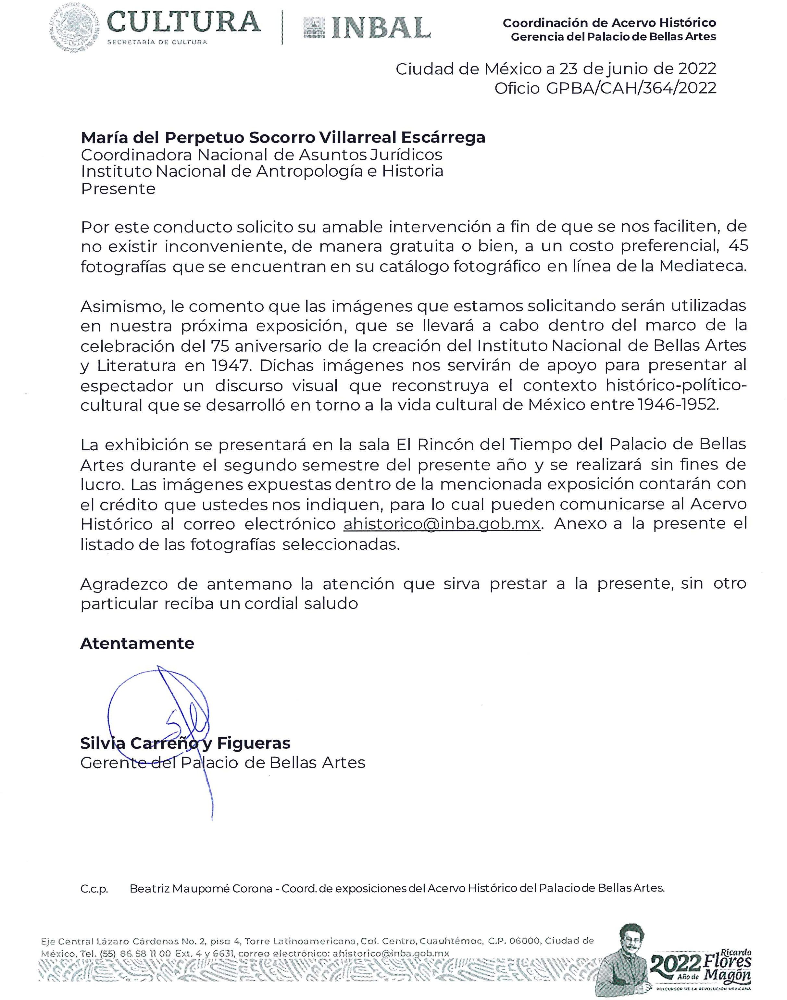 ESTADOS UNIDOS MEXICANOS
CULTURA
SECRETARÍA DE CULTURA
INBAL
Coordinación de Acervo Histórico
Gerencia del Palacio de Bellas Artes
Ciudad de México a 23 de junio de 2022
Oficio GPBA/CAH/364/2022
María del Perpetuo Socorro Villarreal Escárrega
Coordinadora Nacional de Asuntos Jurídicos
Instituto Nacional de Antropología e Historia
Presente
Por este conducto solicito su amable intervención a fin de que se nos faciliten, de
no existir inconveniente, de manera gratuita o bien, a un costo preferencial, 45
fotografías que se encuentran en su catálogo fotográfico en línea de la Mediateca.
Asimismo, le comento que las imágenes que estamos solicitando serán utilizadas
en nuestra próxima exposición, que se llevará a cabo dentro del marco de la
celebración del 75 aniversario de la creación del Instituto Nacional de Bellas Artes
y Literatura en 1947. Dichas imágenes nos servirán de apoyo para presentar al
espectador un discurso visual que reconstruya el contexto histórico-político-
cultural que se desarrolló en torno a la vida cultural de México entre 1946-1952.
La exhibición se presentará en la sala El Rincón del Tiempo del Palacio de Bellas
Artes durante el segundo semestre del presente año y se realizará sin fines de
lucro. Las imágenes expuestas dentro de la mencionada exposición contarán con
el crédito que ustedes nos indiquen, para lo cual pueden comunicarse al Acervo
Histórico al correo electrónico ahistorico@inba.gob.mx. Anexo a la presente el
listado de las fotografías seleccionadas.
Agradezco de antemano la atención que sirva prestar a la presente, sin otro
particular reciba un cordial saludo
Atentamente
Silvia Carreño y Figueras
Gerente del Palacio de Bellas Artes
C.c.p. Beatriz Maupomé Corona - Coord. de exposiciones del Acervo Histórico del Palacio de Bellas Artes.
Eje Central Lázaro Cárdenas No. 2, piso 4, Torre Latinoamericana, Col. Centro, Cuauhtémoc, C.P. 06000, Ciudad de
México, Tel. (55) 86 58 11 00 Ext. 4 y 6631, correo electrónico: ahistorico@inba.gob.mx
2022 Ricardo
Flores
Año de Magón
PRECURSOR DE LA REVOLUCIÓN MEXICANA